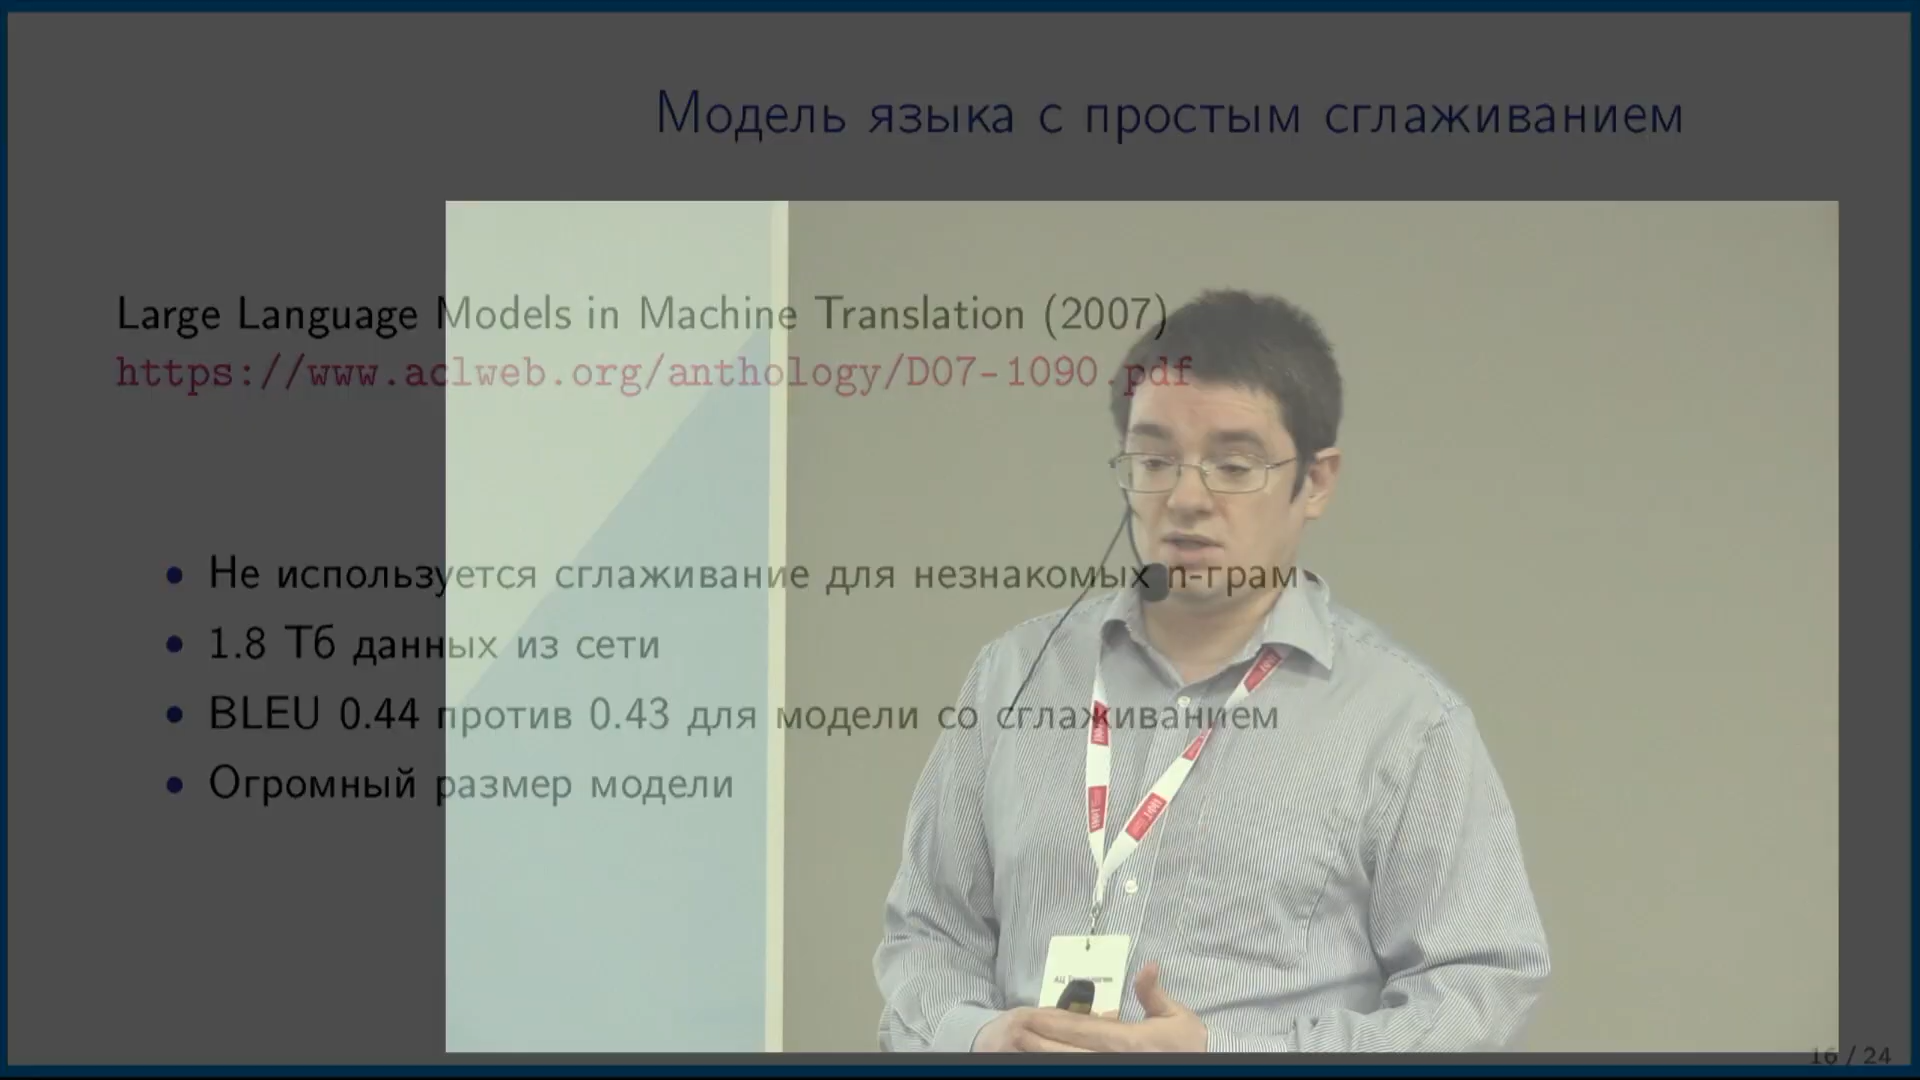 Модель языка с простым сглаживанием
Large Language Models in Machine Translation (2007)
https://www.aclweb.org/anthology/D07-1090.pdf
• Не используется сглаживание для незнакомых n-грам
• 1.8 Тб данных из сети
• BLEU 0.44 против 0.43 для модели со сглаживанием
• Огромный размер модели
16 / 24